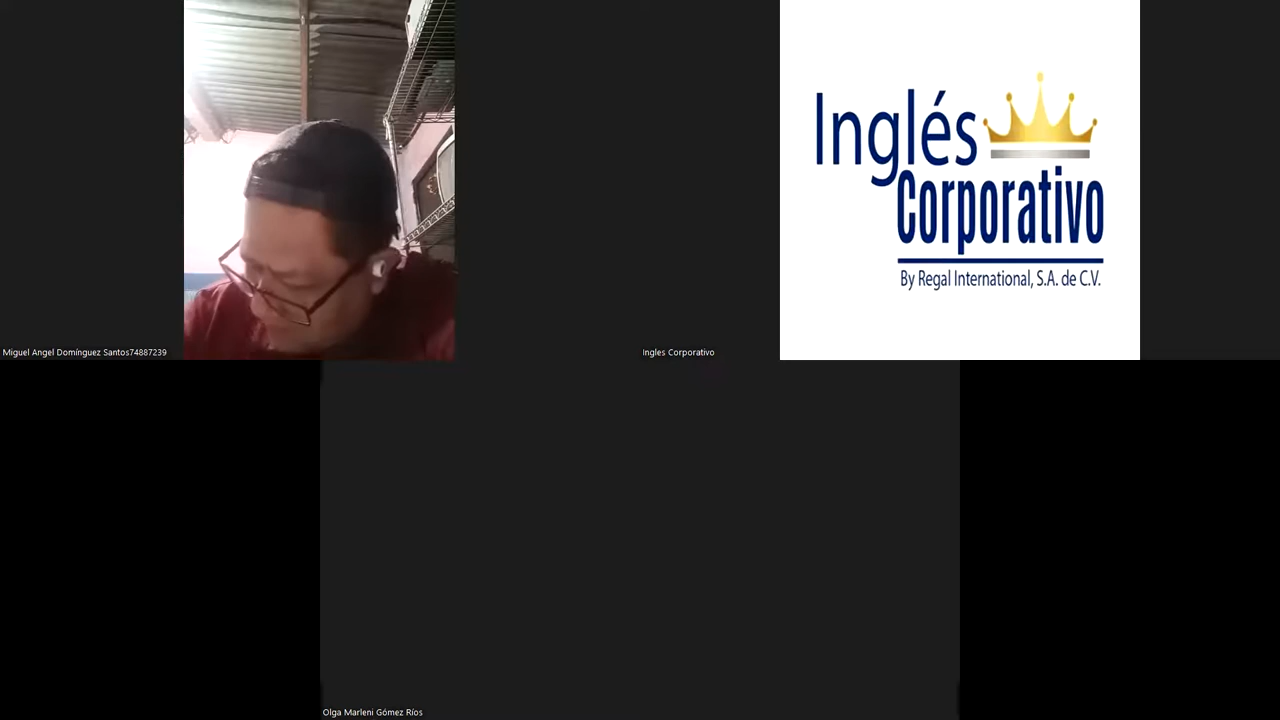 Inglés
Corporativo
By Regal International, S.A. de C.V.
Miguel Angel Domínguez Santos74887239
Ingles Corporativo
Olga Marleni Gómez Ríos